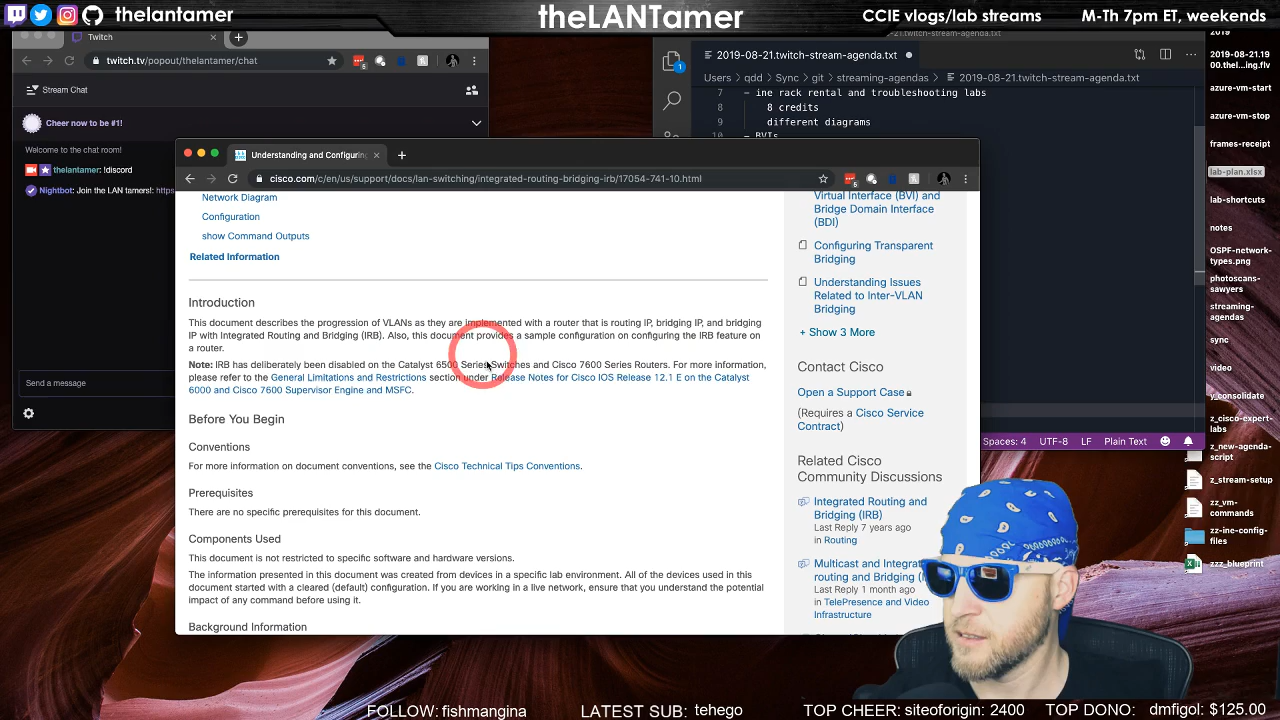 thelantamer
theLANTamer
CCIE vlogs/lab streams
M-Th 7pm ET, weekends
Twitch
twitch.tv/popout/thelantamer/chat
Stream Chat
Cheer now to be #1!
Welcome to the chat room!
thelantamer: !discord
Nightbot: Join the LAN tamers! https
Send a message
2019-08-21.twitch-stream-agenda.txt
Users > qdd > Sync > git > streaming-agendas > 2019-08-21.twitch-stream-agenda.txt
7 - ine rack rental and troubleshooting labs
8 8 credits
9 different diagrams
10 - BVIs
Spaces: 4 UTF-8 LF Plain Text
Understanding and Configuring
cisco.com/c/en/us/support/docs/lan-switching/integrated-routing-bridging-irb/17054-741-10.html
Network Diagram
Configuration
show Command Outputs
Related Information
Introduction
This document describes the progression of VLANs as they are implemented with a router that is routing IP, bridging IP, and bridging
IP with Integrated Routing and Bridging (IRB). Also, this document provides a sample configuration on configuring the IRB feature on
a router.
Note: IRB has deliberately been disabled on the Catalyst 6500 Series Switches and Cisco 7600 Series Routers. For more information,
please refer to the General Limitations and Restrictions section under Release Notes for Cisco IOS Release 12.1 E on the Catalyst
6000 and Cisco 7600 Supervisor Engine and MSFC.
Before You Begin
Conventions
For more information on document conventions, see the Cisco Technical Tips Conventions.
Prerequisites
There are no specific prerequisites for this document.
Components Used
This document is not restricted to specific software and hardware versions.
The information presented in this document was created from devices in a specific lab environment. All of the devices used in this
document started with a cleared (default) configuration. If you are working in a live network, ensure that you understand the potential
impact of any command before using it.
Background Information
Virtual Interface (BVI) and
Bridge Domain Interface
(BDI)
Configuring Transparent
Bridging
Understanding Issues
Related to Inter-VLAN
Bridging
+ Show 3 More
Contact Cisco
Open a Support Case
(Requires a Cisco Service
Contract)
Related Cisco
Community Discussions
Integrated Routing and
Bridging (IRB)
Last Reply 7 years ago
in Routing
Multicast and Integrat
routing and Bridging (
Last Reply 1 month ago
in TelePresence and Video
Infrastructure
2019
2019-08-21.19
00.thel...ing.flv
azure-vm-start
azure-vm-stop
frames-receipt
lab-plan.xlsx
lab-shortcuts
notes
OSPF-network-
types.png
photoscans-
sawyers
streaming-
agendas
sync
video
y_consolidate
z_cisco-expert-
labs
z_new-agenda-
script
z_stream-setup
zz_vm-
commands
zz-ine-config-
files
zzz_blueprint
FOLLOW: fishmangina
LATEST SUB: tehego
TOP CHEER: siteoforigin: 2400
TOP DONO: dmfigol: $125.00